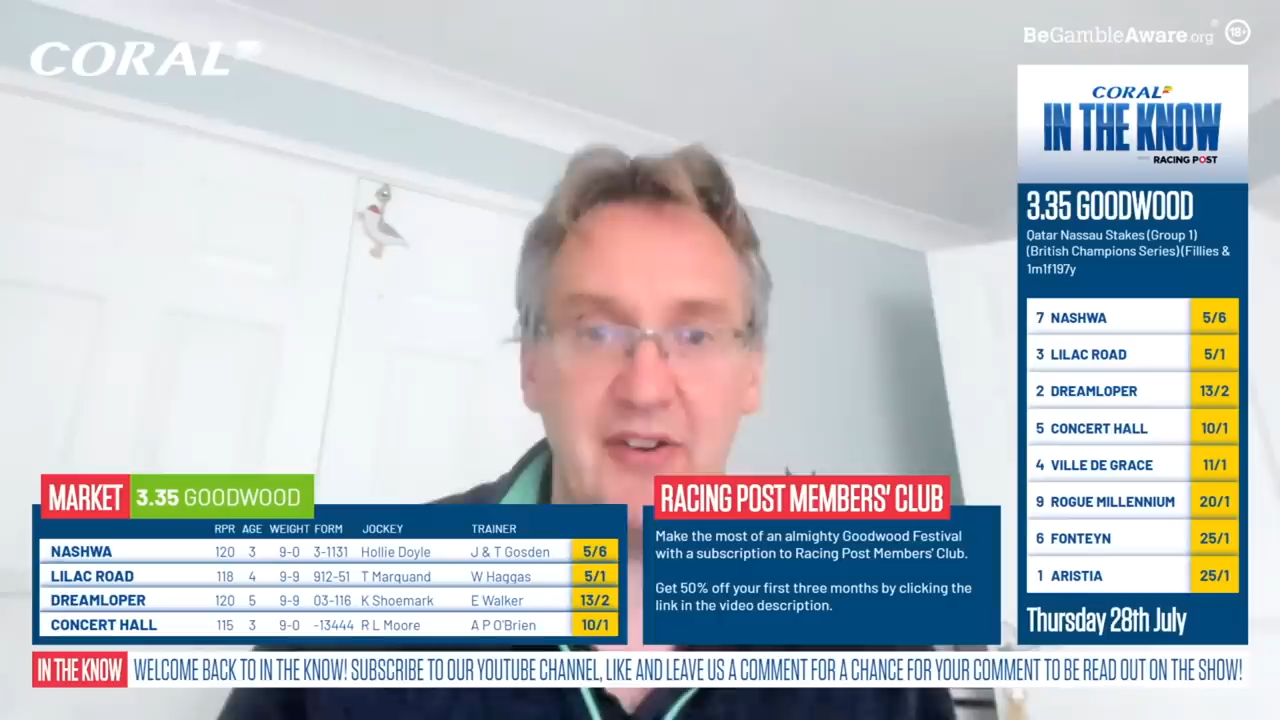 CORAL
BeGambleAware.org 18+
CORAL
IN THE KNOW
RACING POST
3.35 GOODWOOD
Qatar Nassau Stakes (Group 1)
(British Champions Series) (Fillies &
1m1f197y
7 NASHWA 5/6
3 LILAC ROAD 5/1
2 DREAMLOPER 13/2
5 CONCERT HALL 10/1
4 VILLE DE GRACE 11/1
9 ROGUE MILLENNIUM 20/1
6 FONTEYN 25/1
1 ARISTIA 25/1
Thursday 28th July
MARKET 3.35 GOODWOOD
RPR AGE WEIGHT FORM JOCKEY TRAINER
NASHWA 120 3 9-0 3-1131 Hollie Doyle J & T Gosden 5/6
LILAC ROAD 118 4 9-9 912-51 T Marquand W Haggas 5/1
DREAMLOPER 120 5 9-9 03-116 K Shoemark E Walker 13/2
CONCERT HALL 115 3 9-0 -13444 R L Moore A P O'Brien 10/1
RACING POST MEMBERS' CLUB
Make the most of an almighty Goodwood Festival
with a subscription to Racing Post Members' Club.
Get 50% off your first three months by clicking the
link in the video description.
IN THE KNOW WELCOME BACK TO IN THE KNOW! SUBSCRIBE TO OUR YOUTUBE CHANNEL, LIKE AND LEAVE US A COMMENT FOR A CHANCE FOR YOUR COMMENT TO BE READ OUT ON THE SHOW!